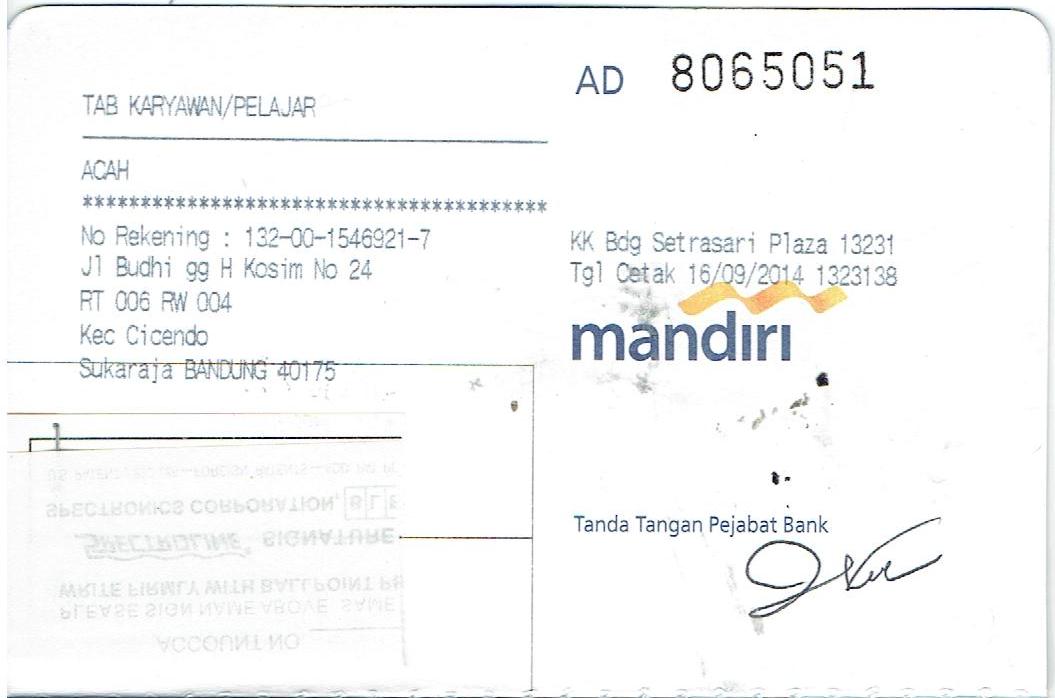 AD 8065051
TAB KARYAWAN/PELAJAR
ACAH
****************************************
No Rekening : 132-00-1546921-7
Jl Budhi gg H Kosim No 24
RT 006 RW 004
Kec Cicendo
Sukaraja BANDUNG 40175
KK Bdg Setrasari Plaza 13231
Tgl Cetak 16/09/2014 1323138
mandiri
Tanda Tangan Pejabat Bank
SPECTRONICS CORPORATION,
SPECTROLINE SIGNATURE
WRITE FIRMLY WITH BALLPOINT
PLEASE SIGN NAME ABOVE SAME
ACCOUNT NO